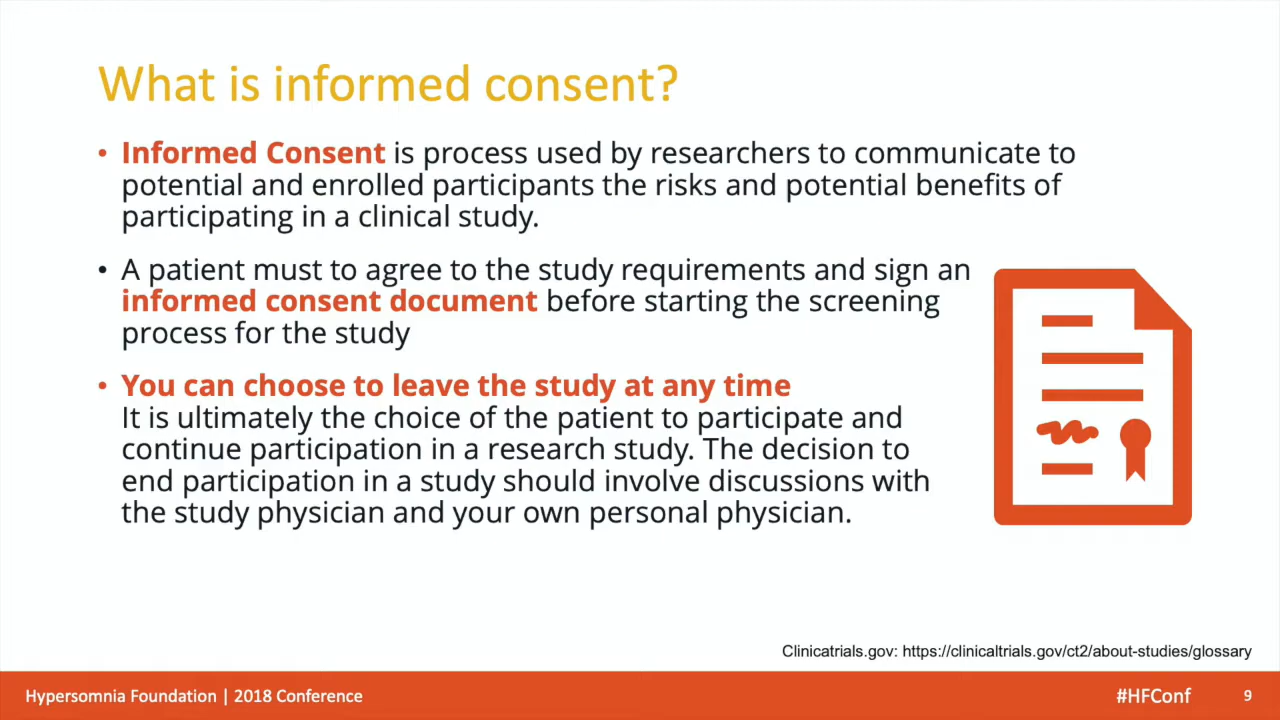 What is informed consent?
• Informed Consent is process used by researchers to communicate to
potential and enrolled participants the risks and potential benefits of
participating in a clinical study.
• A patient must to agree to the study requirements and sign an
informed consent document before starting the screening
process for the study
• You can choose to leave the study at any time
It is ultimately the choice of the patient to participate and
continue participation in a research study. The decision to
end participation in a study should involve discussions with
the study physician and your own personal physician.
Clinicatrials.gov: https://clinicaltrials.gov/ct2/about-studies/glossary
Hypersomnia Foundation | 2018 Conference
#HFConf
9